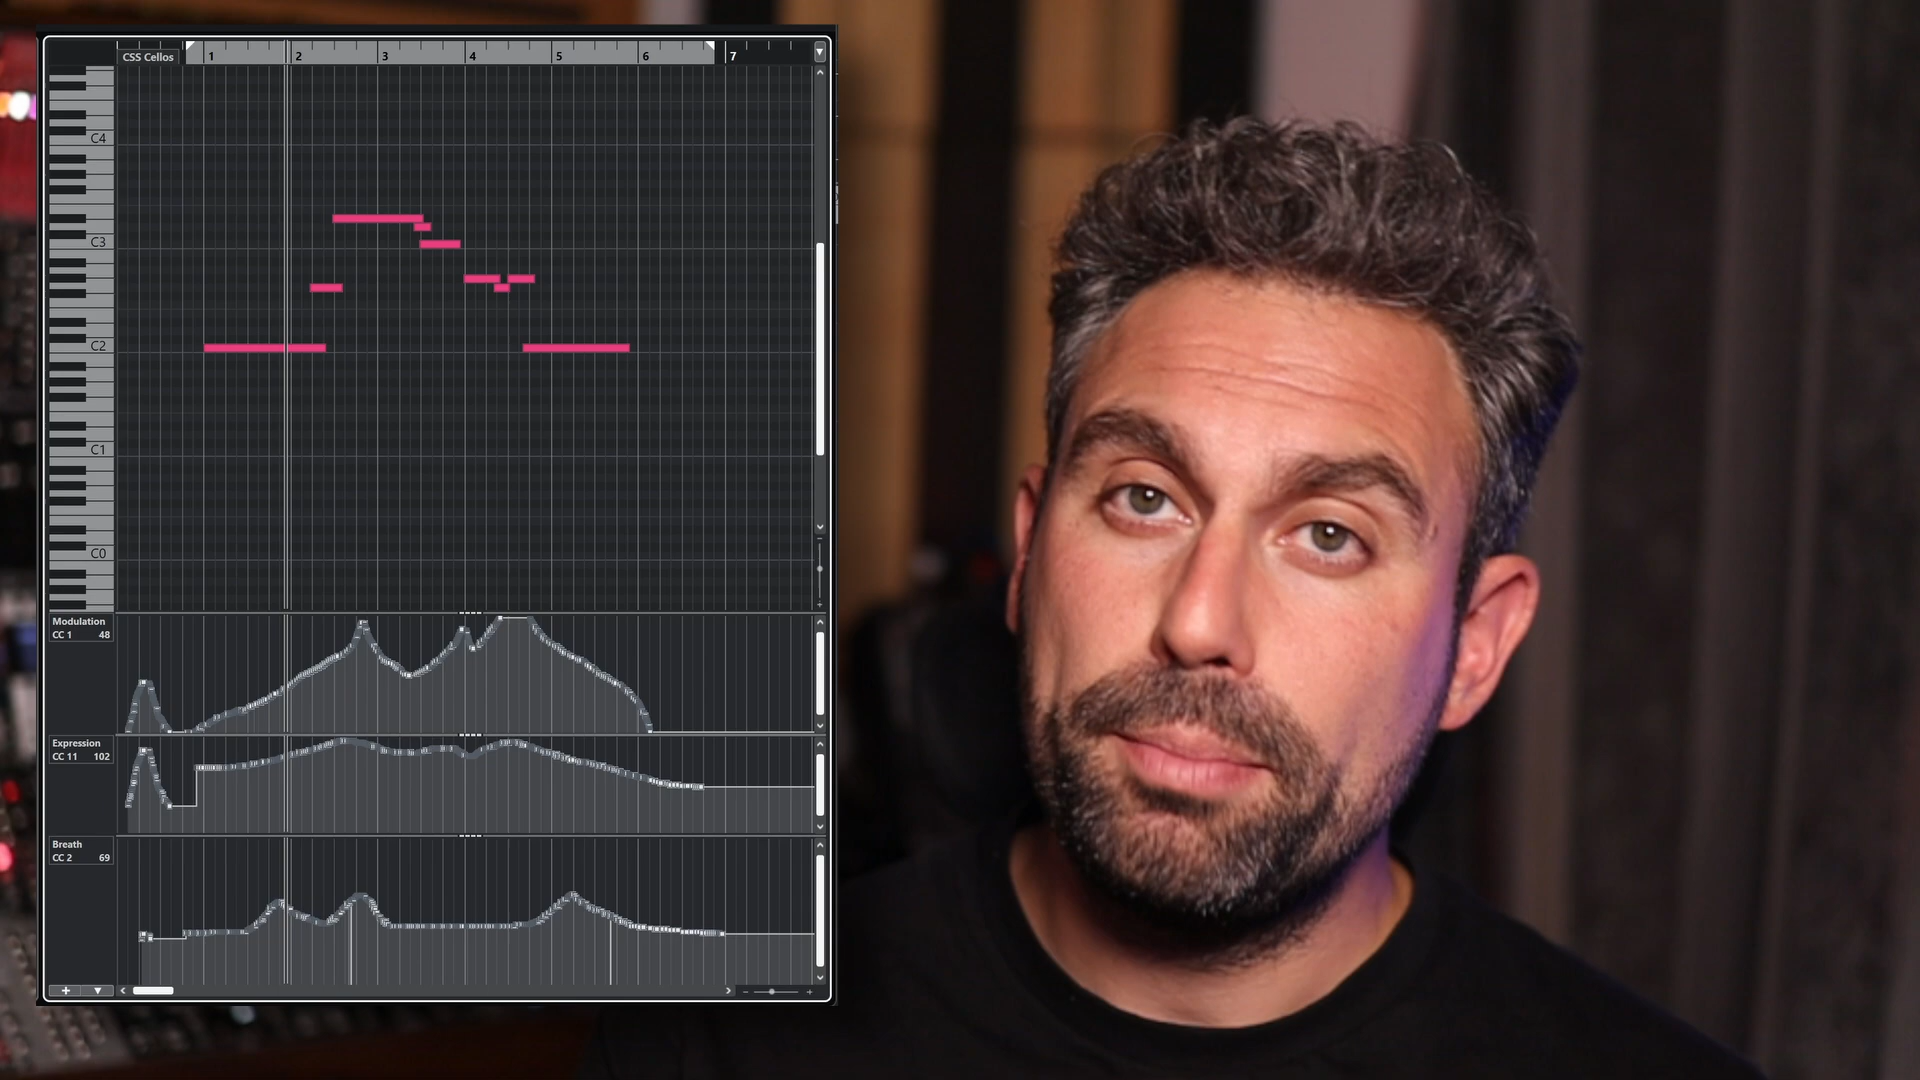 CSS Cellos
1 2 3 4 5 6 7
C4
C3
C2
C1
C0
Modulation
CC 1 48
Expression
CC 11 102
Breath
CC 2 69